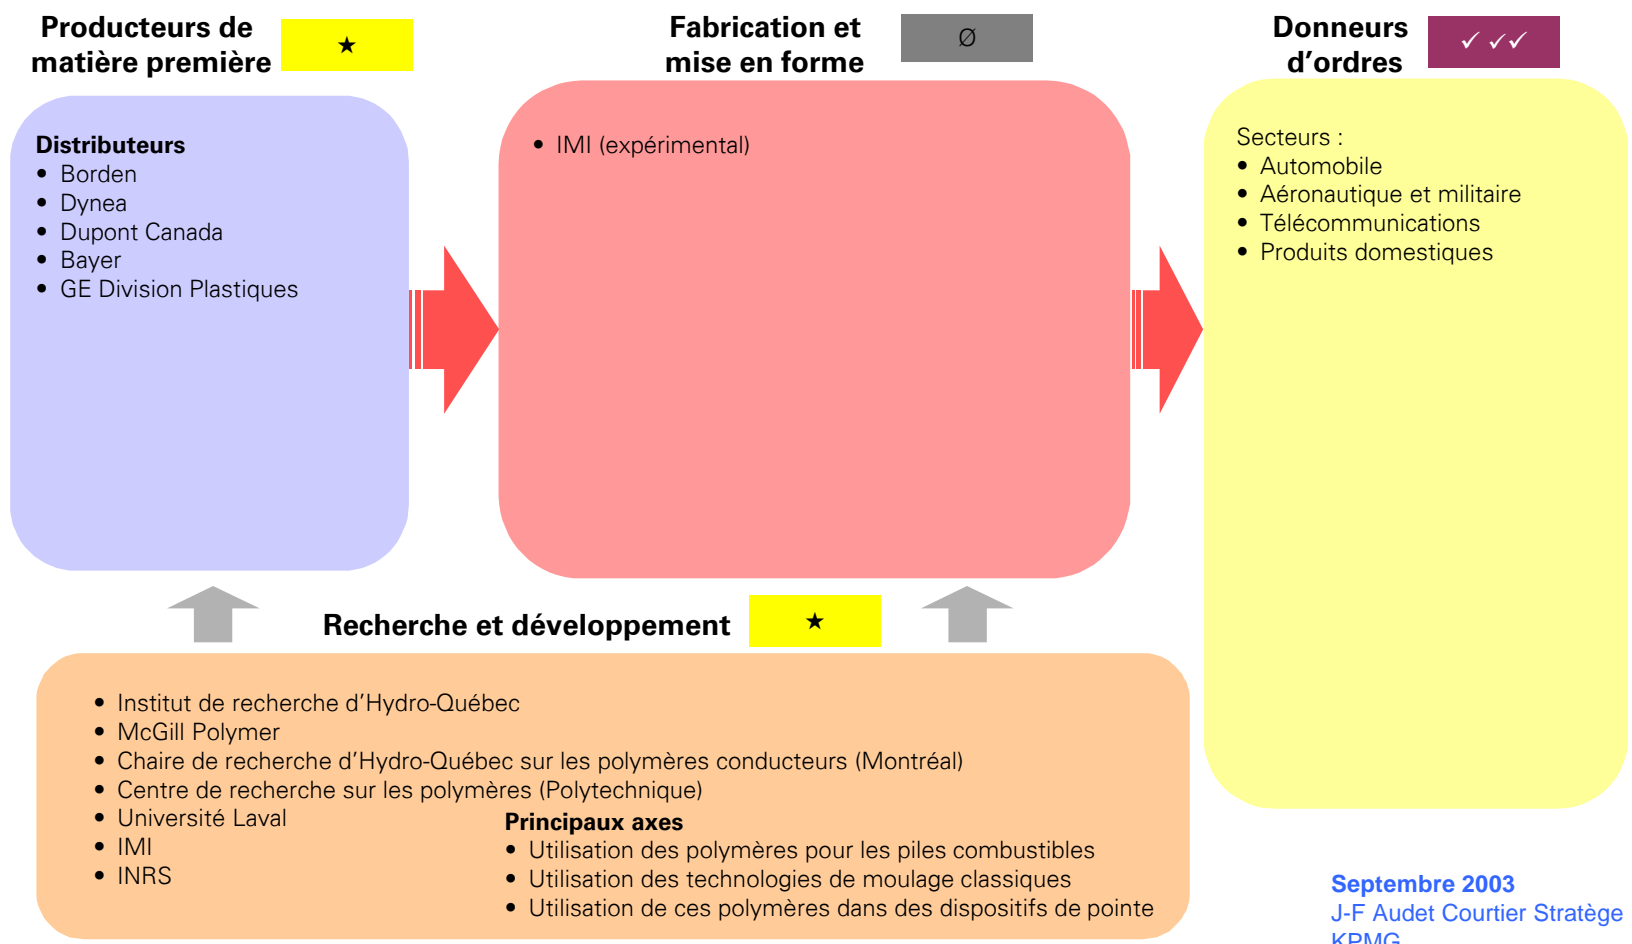 Producteurs de
matière première
★
Distributeurs
• Borden
• Dynea
• Dupont Canada
• Bayer
• GE Division Plastiques
Fabrication et
mise en forme
Ø
• IMI (expérimental)
Donneurs
d’ordres
✓ ✓✓
Secteurs :
• Automobile
• Aéronautique et militaire
• Télécommunications
• Produits domestiques
Recherche et développement
★
• Institut de recherche d’Hydro-Québec
• McGill Polymer
• Chaire de recherche d’Hydro-Québec sur les polymères conducteurs (Montréal)
• Centre de recherche sur les polymères (Polytechnique)
• Université Laval
• IMI
• INRS
Principaux axes
• Utilisation des polymères pour les piles combustibles
• Utilisation des technologies de moulage classiques
• Utilisation de ces polymères dans des dispositifs de pointe
Septembre 2003
J-F Audet Courtier Stratège
KPMG